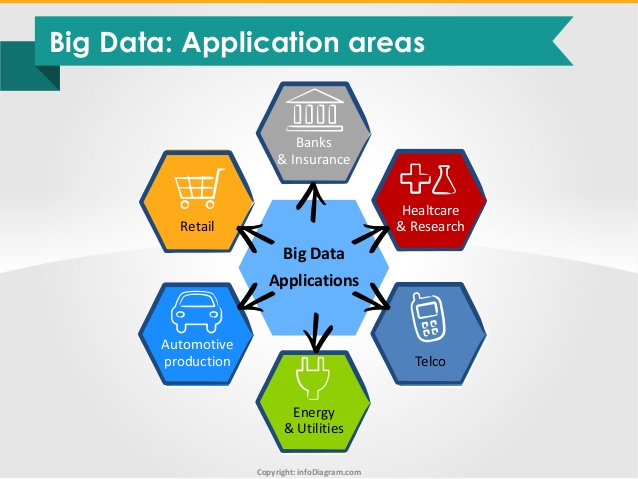 Big Data: Application areas
Banks
& Insurance
Retail
Healtcare
& Research
Big Data
Applications
Automotive
production
Telco
Energy
& Utilities
Copyright: infoDiagram.com